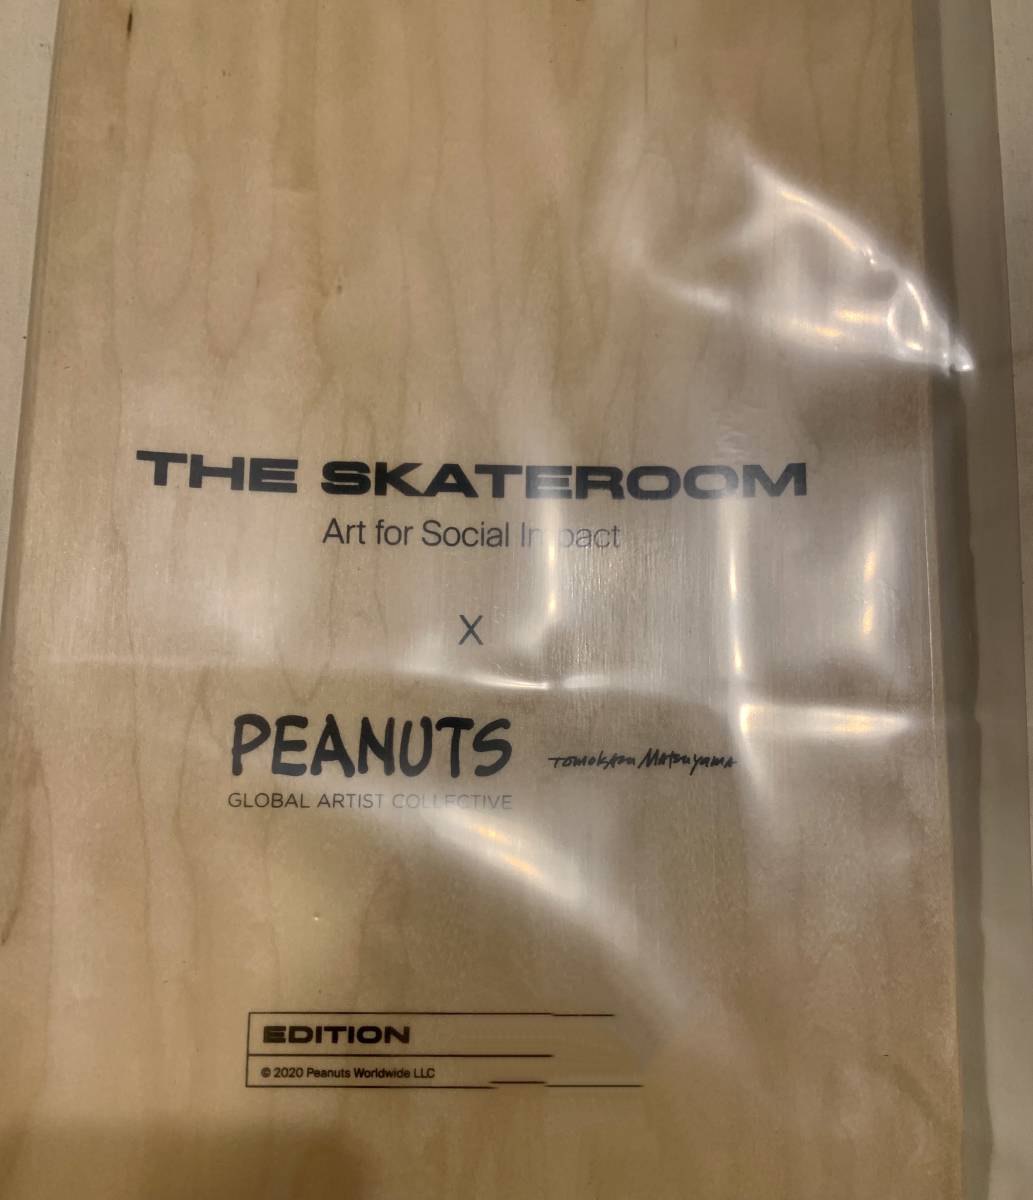 THE SKATEROOM
Art for Social Impact
X
PEANUTS Tomokazu Matsuyama
GLOBAL ARTIST COLLECTIVE
EDITION
© 2020 Peanuts Worldwide LLC